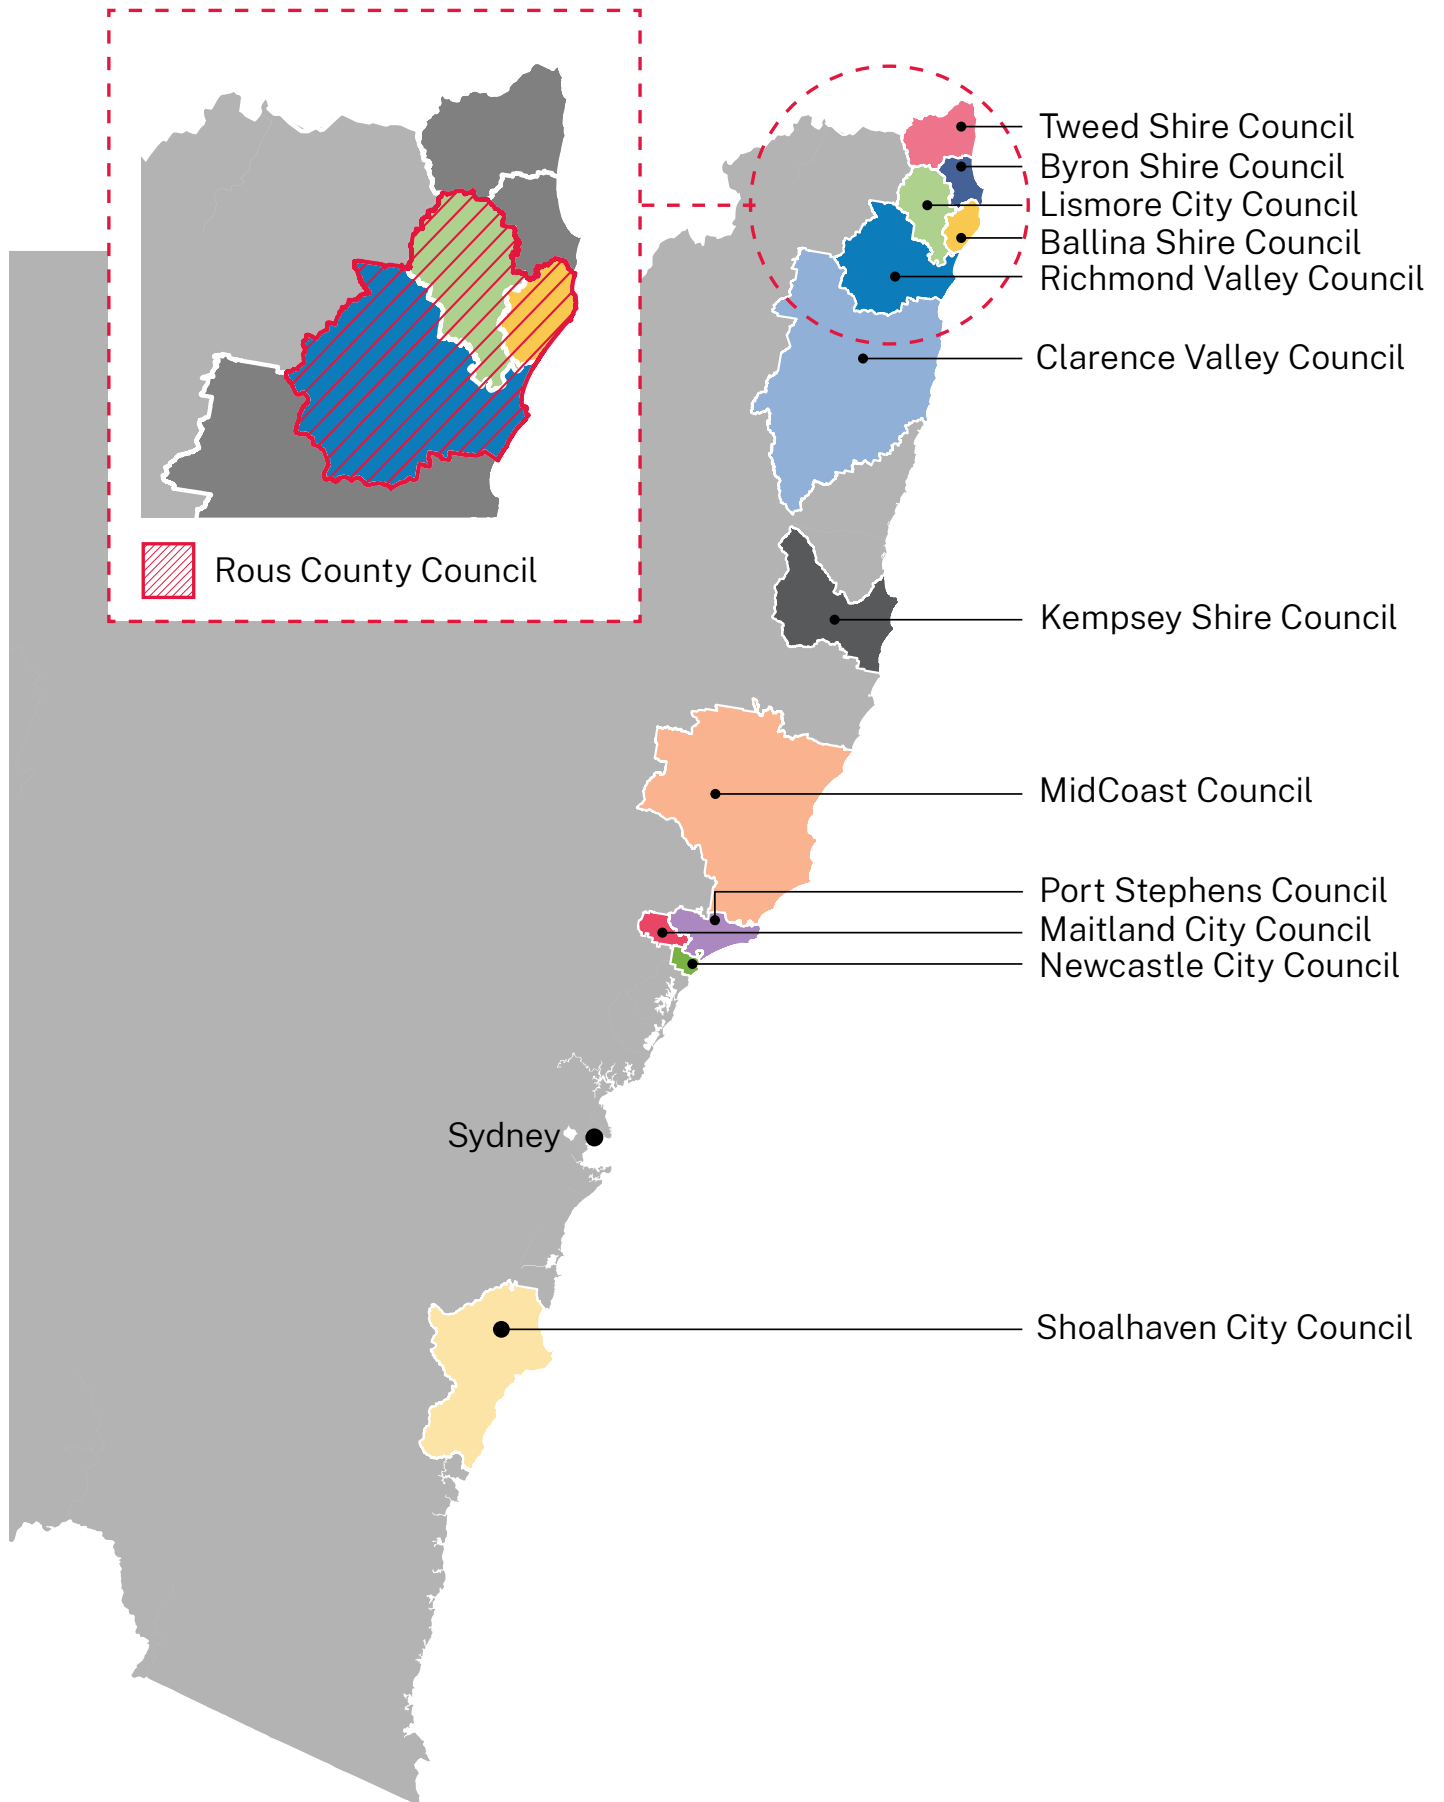 Tweed Shire Council
Byron Shire Council
Lismore City Council
Ballina Shire Council
Richmond Valley Council
Clarence Valley Council
Rous County Council
Kempsey Shire Council
MidCoast Council
Port Stephens Council
Maitland City Council
Newcastle City Council
Sydney
Shoalhaven City Council